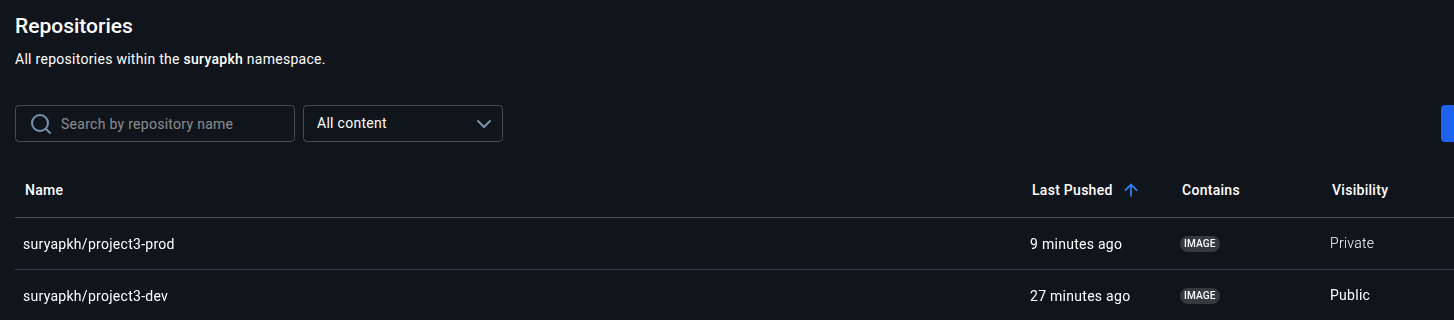 Repositories
All repositories within the suryapkh namespace.
Search by repository name
All content
Name Last Pushed Contains Visibility
suryapkh/project3-prod 9 minutes ago IMAGE Private
suryapkh/project3-dev 27 minutes ago IMAGE Public